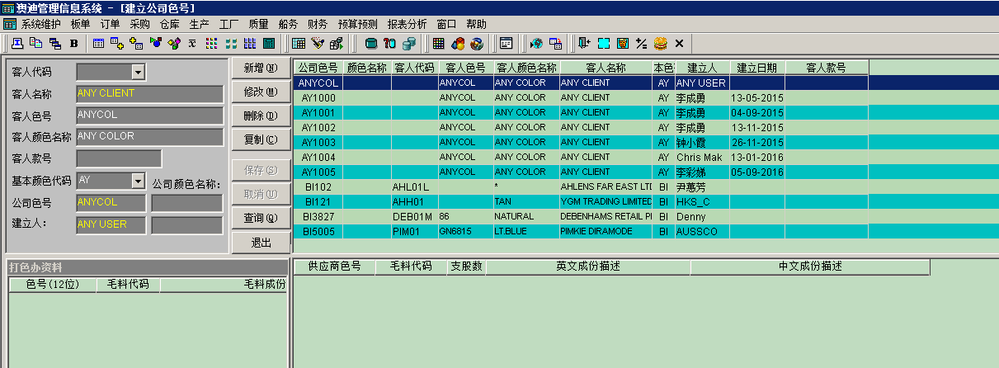 澳迪管理信息系统 - [建立公司色号]
系统维护 板单 订单 采购 仓库 生产 工厂 质量 船务 财务 预算预测 报表分析 窗口 帮助
客人代码
客人名称 ANY CLIENT
客人色号 ANYCOL
客人颜色名称 ANY COLOR
客人款号
基本颜色代码 AY 公司颜色名称:
公司色号 ANYCOL
建立人: ANY USER
新增(N)
修改(M)
删除(D)
复制(C)
保存(S)
取消(U)
查询(Q)
退出
公司色号 颜色名称 客人代码 客人色号 客人颜色名称 客人名称 本色 建立人 建立日期 客人款号
ANYCOL ANYCOL ANY COLOR ANY CLIENT AY ANY USER
AY1000 ANYCOL ANY COLOR ANY CLIENT AY 李成勇 13-05-2015
AY1001 ANYCOL ANY COLOR ANY CLIENT AY 李成勇 04-09-2015
AY1002 ANYCOL ANY COLOR ANY CLIENT AY 李成勇 13-11-2015
AY1003 ANYCOL ANY COLOR ANY CLIENT AY 钟小霞 26-11-2015
AY1004 ANYCOL ANY COLOR ANY CLIENT AY Chris Mak 13-01-2016
AY1005 ANYCOL ANY COLOR ANY CLIENT AY 李彩娣 05-09-2016
BI102 AHL01L * AHLENS FAR EAST LTD BI 尹蕙芳
BI121 AHH01 TAN YGM TRADING LIMITED BI HKS_C
BI3827 DEB01M 86 NATURAL DEBENHAMS RETAIL PI BI Denny
BI5005 PIM01 GN6815 LT.BLUE PIMKIE DIRAMODE BI AUSSCO
打色办资料
色号(12位) 毛料代码 毛料成份
供应商色号 毛料代码 支股数 英文成份描述 中文成份描述